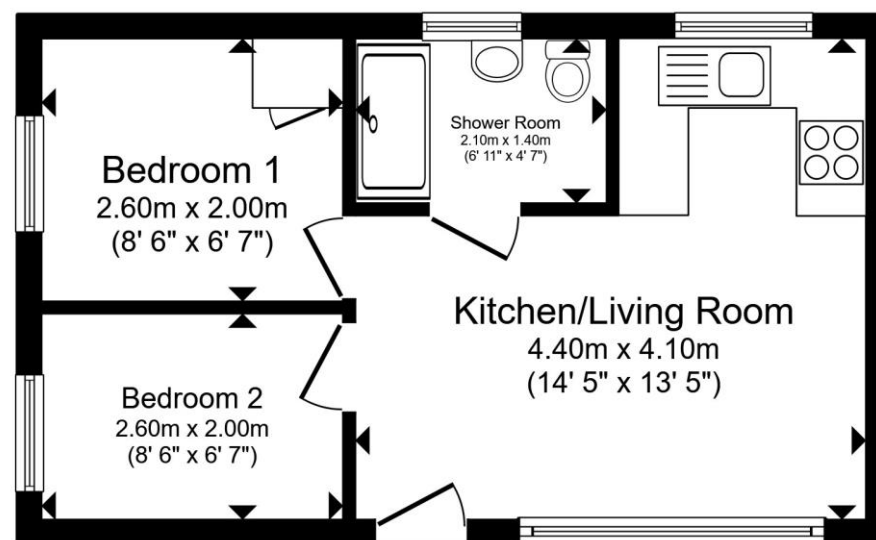 Bedroom 1
2.60m x 2.00m
(8' 6" x 6' 7")
Shower Room
2.10m x 1.40m
(6' 11" x 4' 7")
Kitchen/Living Room
4.40m x 4.10m
(14' 5" x 13' 5")
Bedroom 2
2.60m x 2.00m
(8' 6" x 6' 7")